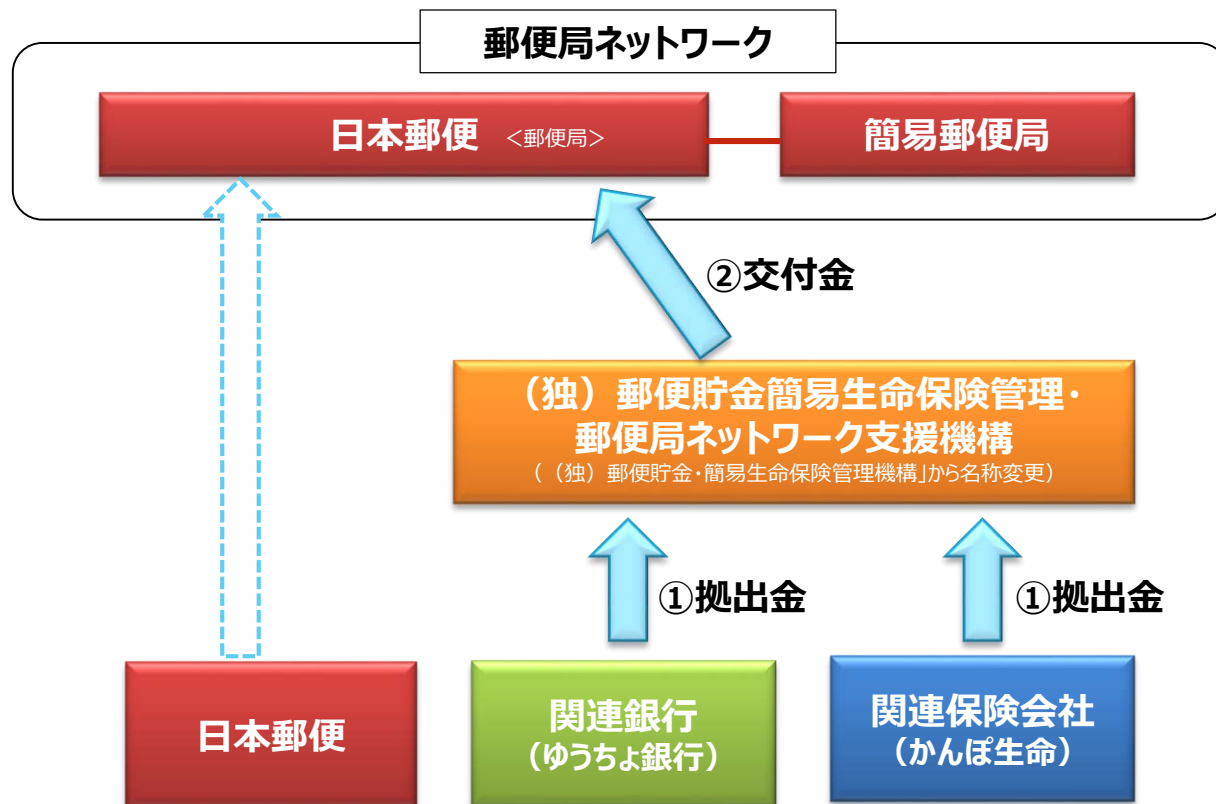 郵便局ネットワーク
日本郵便 <郵便局>
簡易郵便局
②交付金
（独）郵便貯金簡易生命保険管理・
郵便局ネットワーク支援機構
（（独）郵便貯金・簡易生命保険管理機構」から名称変更）
①拠出金
①拠出金
日本郵便
関連銀行
（ゆうちょ銀行）
関連保険会社
（かんぽ生命）